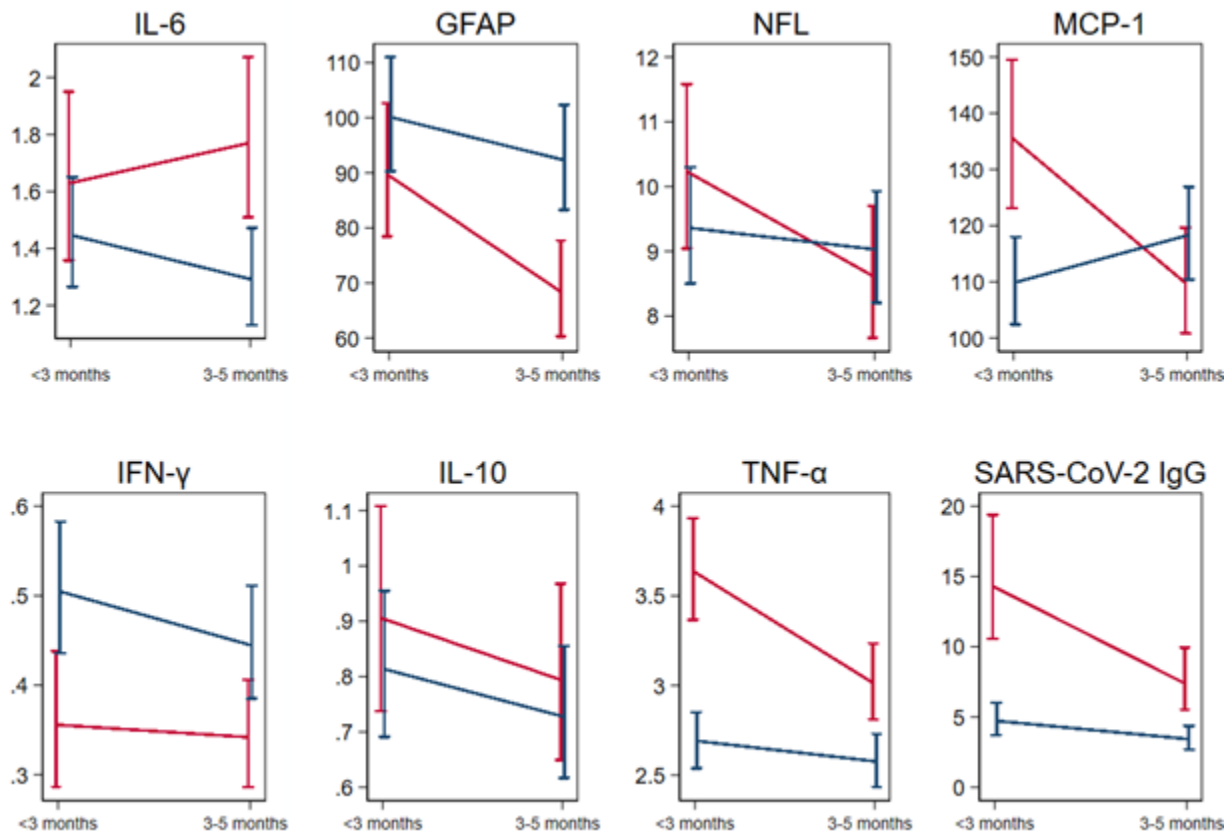 IL-6
GFAP
NFL
MCP-1
2
1.8
1.6
1.4
1.2
110
100
90
80
70
60
12
11
10
9
8
150
140
130
120
110
100
<3 months
3-5 months
<3 months
3-5 months
<3 months
3-5 months
<3 months
3-5 months
IFN-γ
IL-10
TNF-α
SARS-CoV-2 IgG
.6
.5
.4
.3
1.1
1
.9
.8
.7
.6
4
3.5
3
2.5
20
15
10
5
0
<3 months
3-5 months
<3 months
3-5 months
<3 months
3-5 months
<3 months
3-5 months